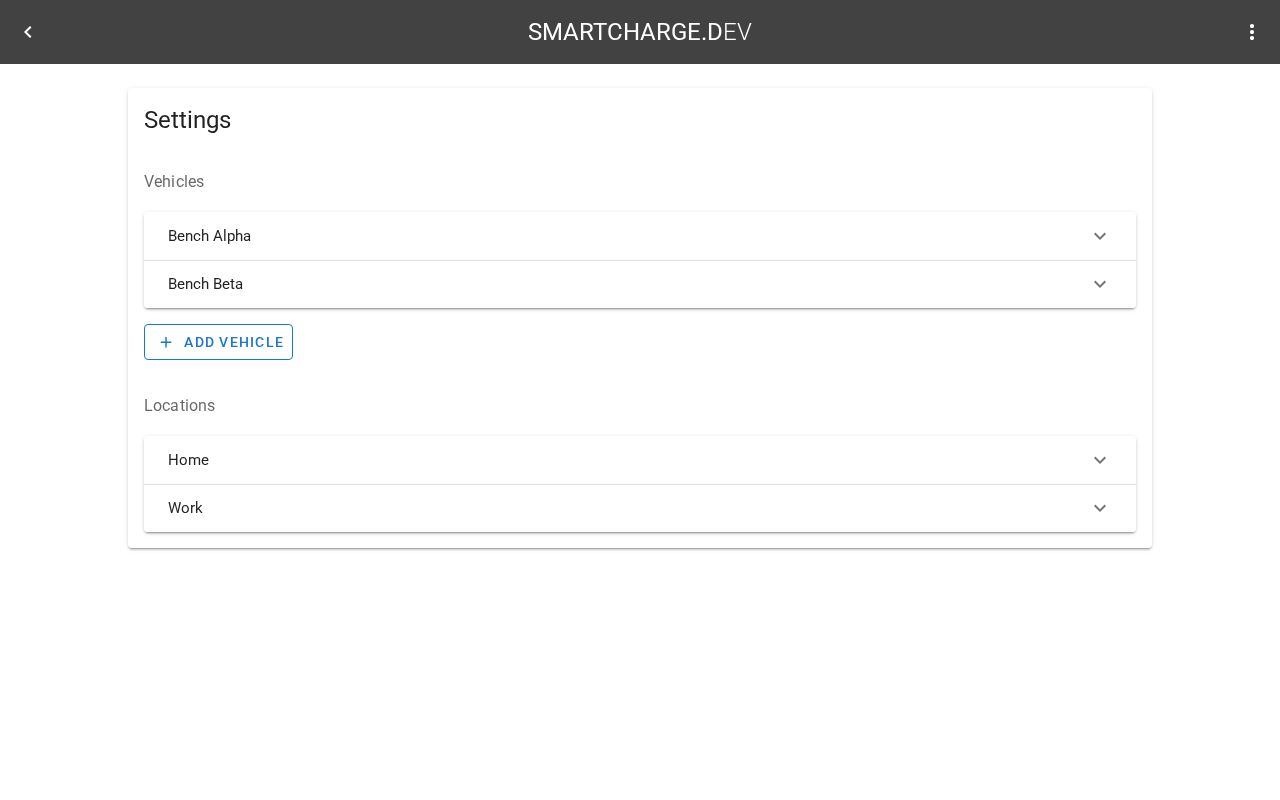 SMARTCHARGE.DEV
Settings
Vehicles
Bench Alpha
Bench Beta
ADD VEHICLE
Locations
Home
Work